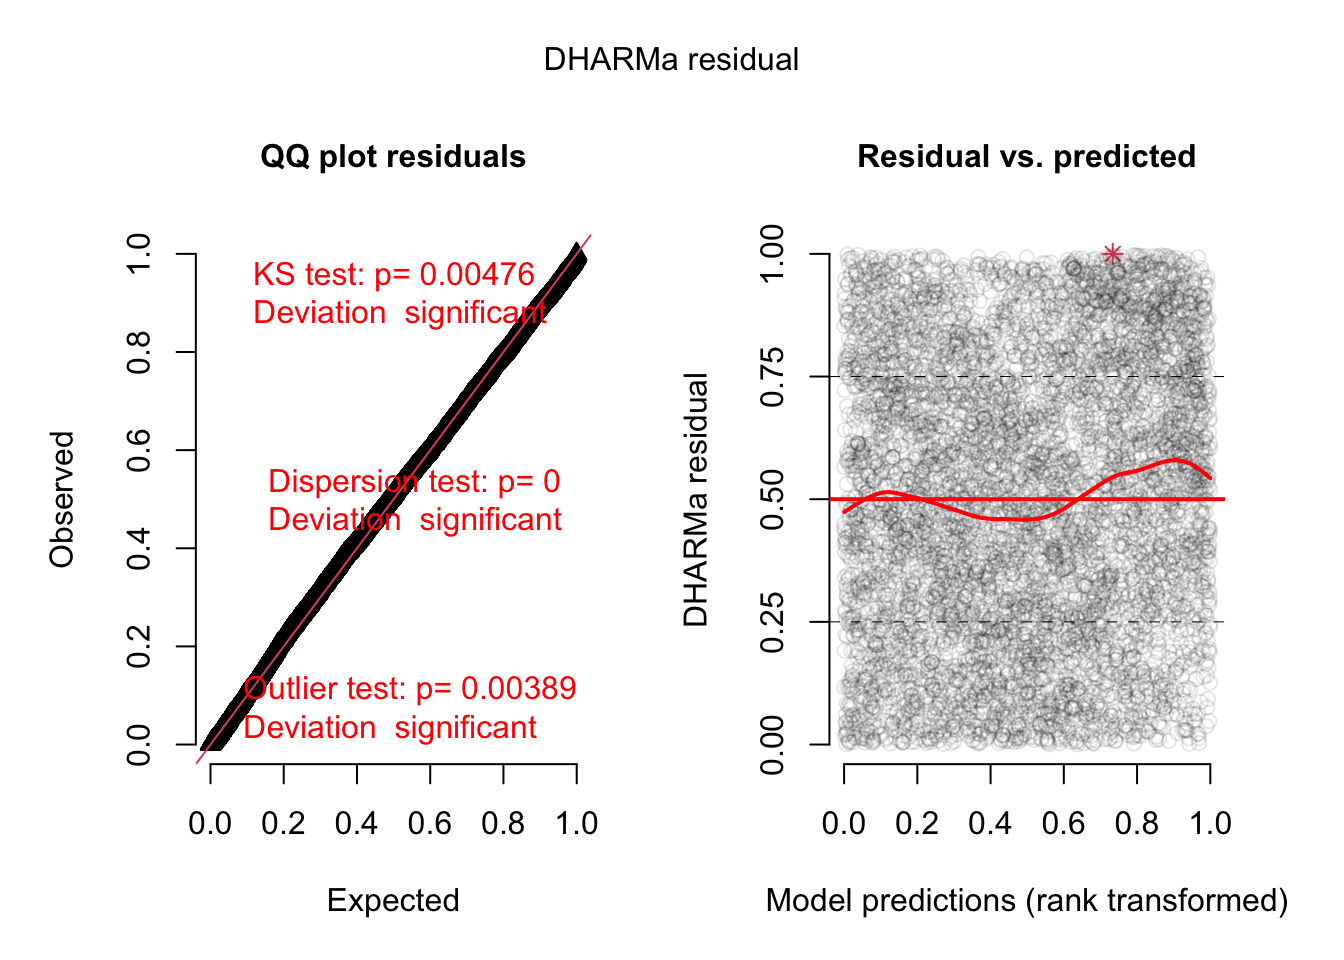 DHARMa residual
QQ plot residuals
KS test: p= 0.00476
Deviation  significant
Dispersion test: p= 0
Deviation  significant
Outlier test: p= 0.00389
Deviation  significant
Observed
1.0
0.8
0.6
0.4
0.2
0.0
0.0 0.2 0.4 0.6 0.8 1.0
Expected
Residual vs. predicted
DHARMa residual
1.00
0.75
0.50
0.25
0.00
0.0 0.2 0.4 0.6 0.8 1.0
Model predictions (rank transformed)